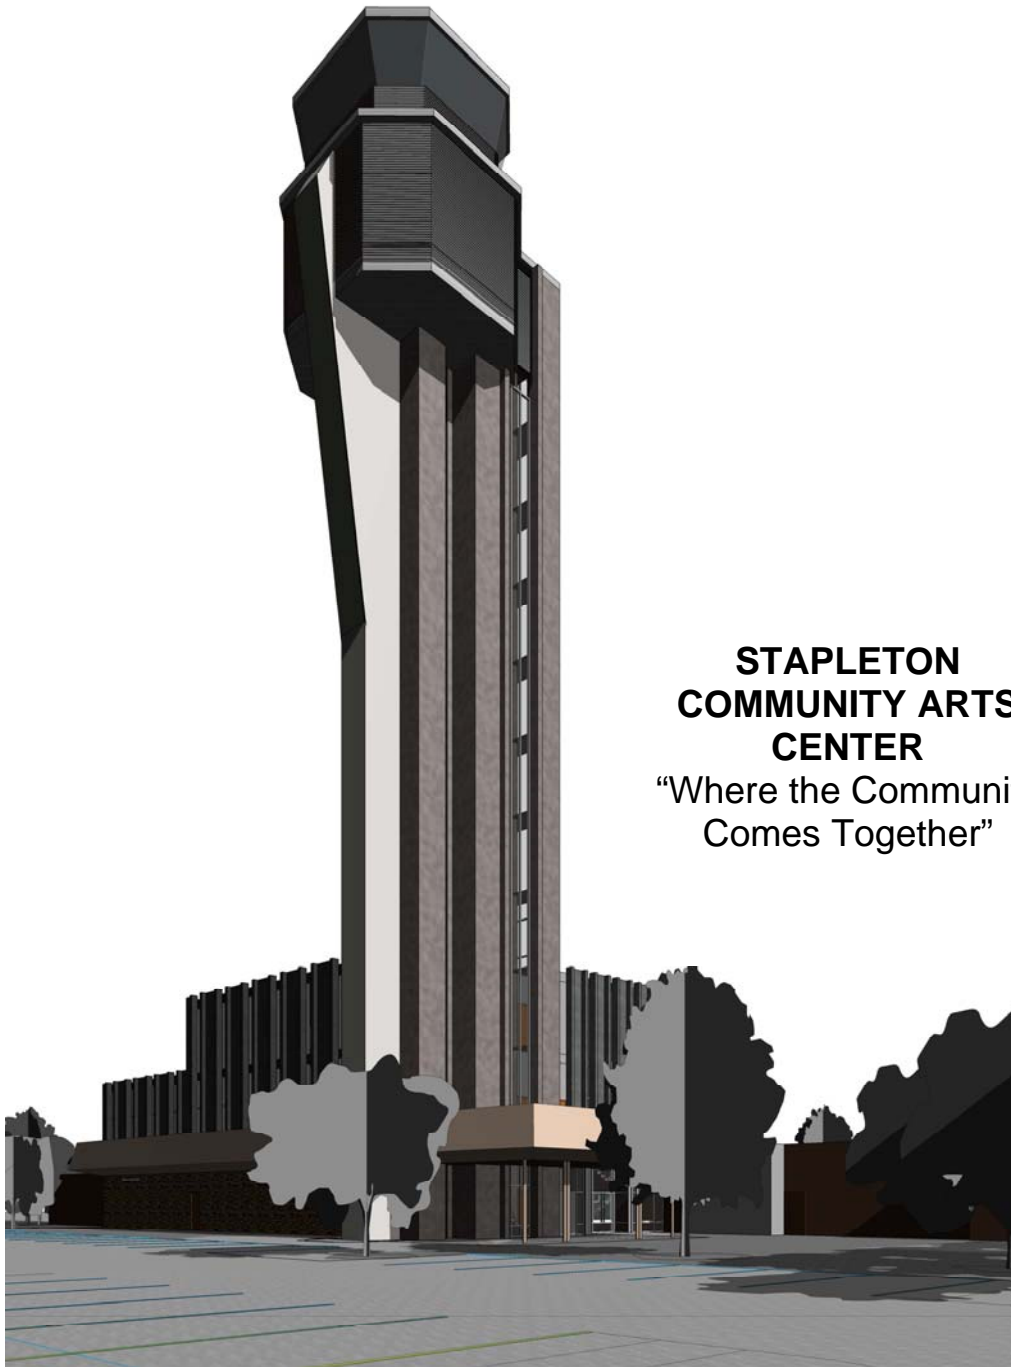 STAPLETON
COMMUNITY ARTS
CENTER
“Where the Communi
Comes Together”